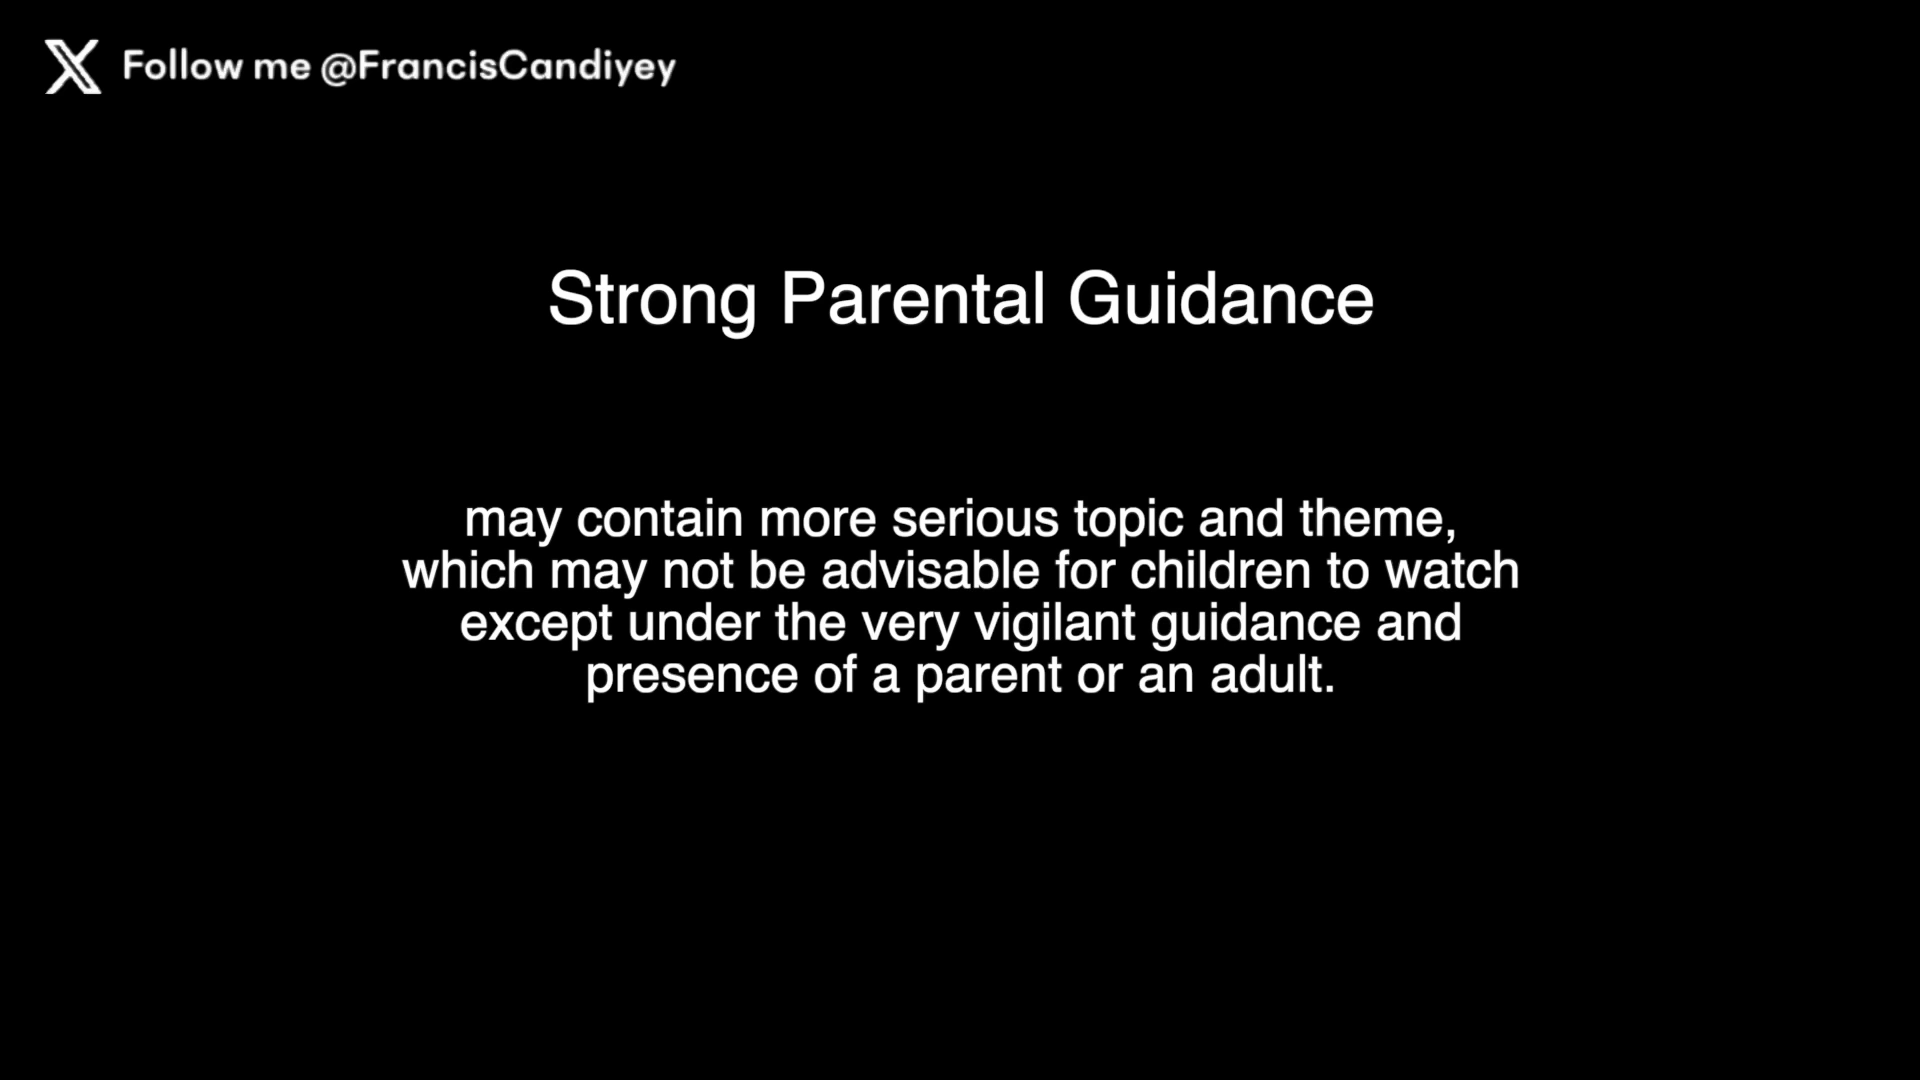 Follow me @FrancisCandiyey
Strong Parental Guidance
may contain more serious topic and theme,
which may not be advisable for children to watch
except under the very vigilant guidance and
presence of a parent or an adult.